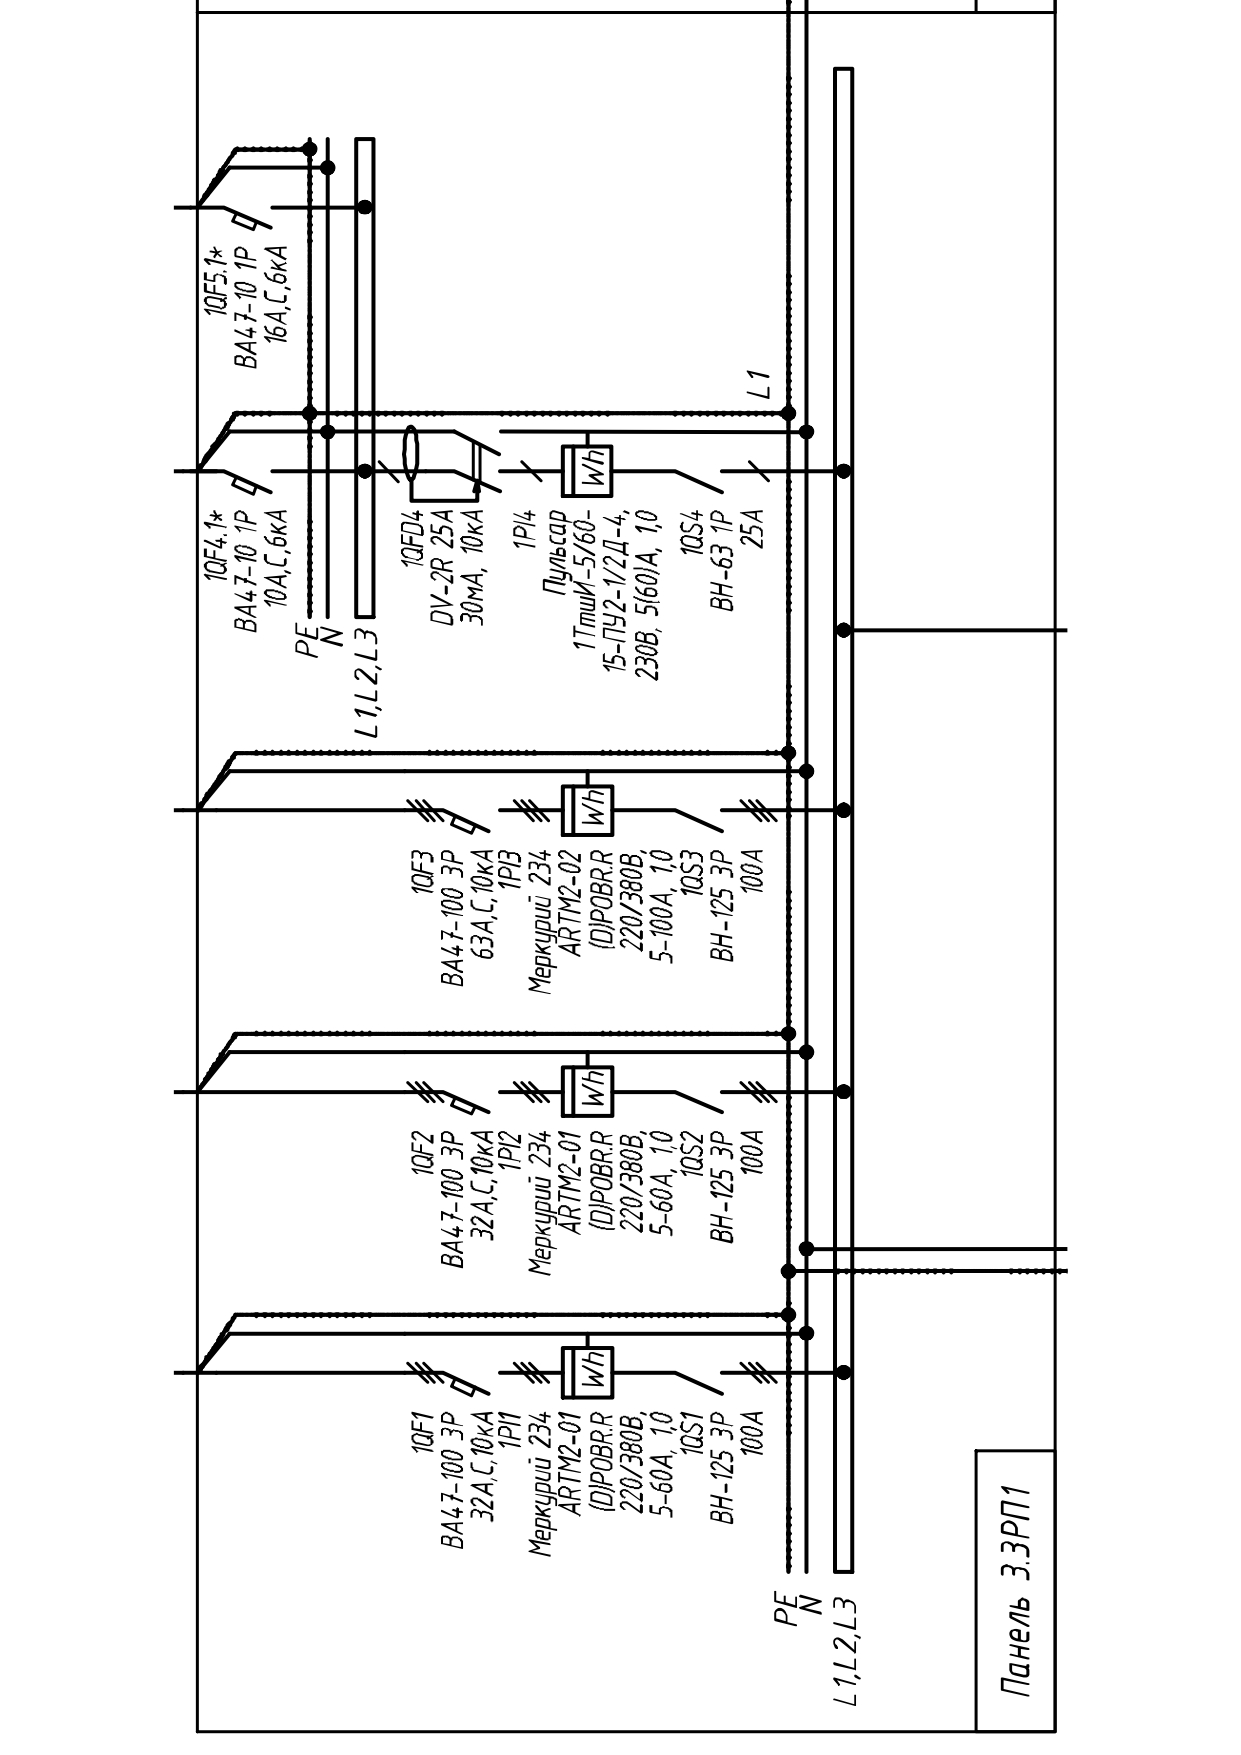 1QF1
ВА47-100 3Р
32А,С,10кА
1PI1
Меркурий 234
ARTM2-01
(D)POBR.R
220/380В,
5-60А, 1,0
1QS1
ВН-125 3Р
100А
1QF2
ВА47-100 3Р
32А,С,10кА
1PI2
Меркурий 234
ARTM2-01
(D)POBR.R
220/380В,
5-60А, 1,0
1QS2
ВН-125 3Р
100А
1QF3
ВА47-100 3Р
63А,С,10кА
1PI3
Меркурий 234
ARTM2-02
(D)POBR.R
220/380В,
5-100А, 1,0
1QS3
ВН-125 3Р
100А
1QF4.1*
ВА47-10 1Р
10А,С,6кА
PE
N
L1,L2,L3
1QFD4
DV-2R 25А
30мА, 10кА
1PI4
Пульсар
1ТтшИ-5/60-
15-ПУ2-1/2Д-4,
230В, 5(60)А, 1,0
1QS4
ВН-63 1Р
25А
1QF5.1*
ВА47-10 1Р
16А,С,6кА
Wh
Wh
Wh
Wh
L1
PE
N
L1,L2,L3
Панель 3.3РП1